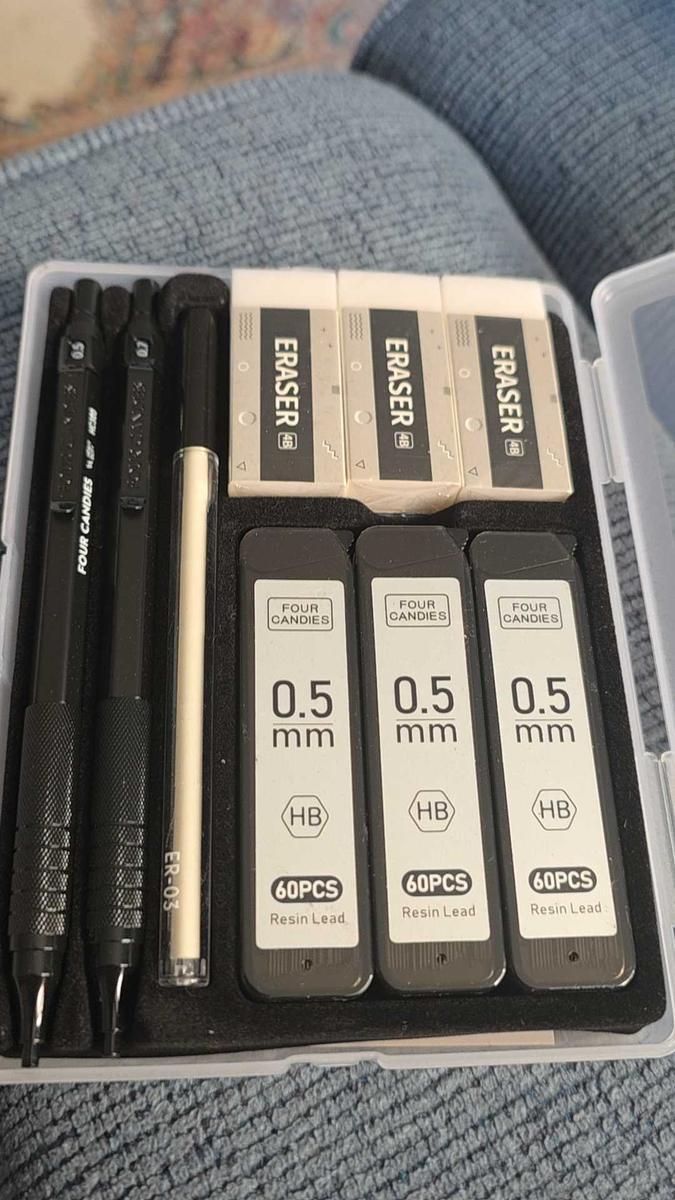 0.5
FOUR CANDIES
0.7
ER-03
ERASER 4B
ERASER 4B
ERASER 4B
FOUR
CANDIES
0.5
mm
HB
60PCS
Resin Lead
FOUR
CANDIES
0.5
mm
HB
60PCS
Resin Lead
FOUR
CANDIES
0.5
mm
HB
60PCS
Resin Lead